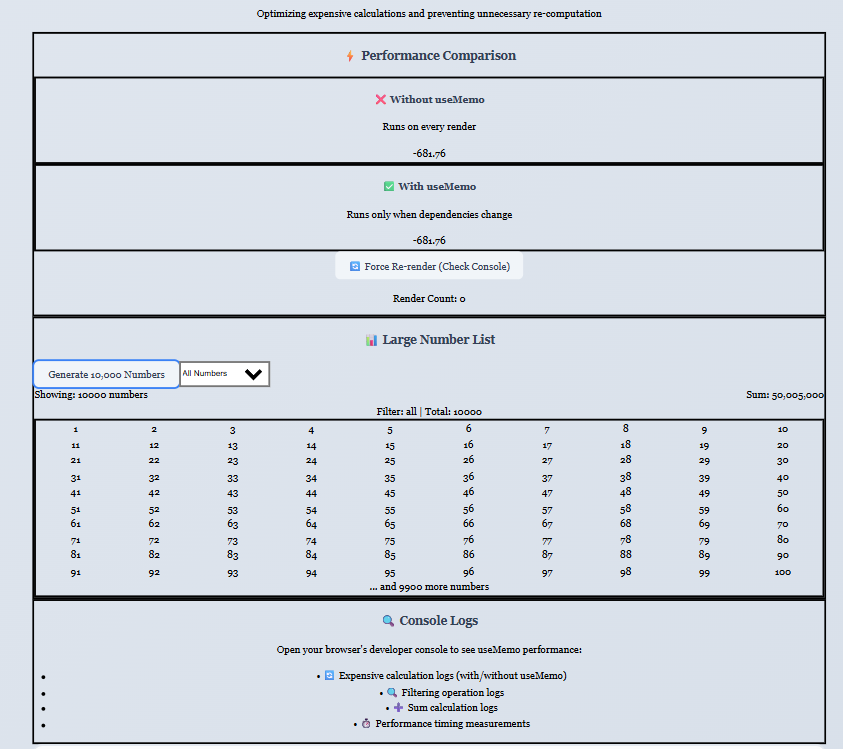 Optimizing expensive calculations and preventing unnecessary re-computation
⚡ Performance Comparison
❌ Without useMemo
Runs on every render
-681.76
✅ With useMemo
Runs only when dependencies change
-681.76
🔄 Force Re-render (Check Console)
Render Count: 0
📊 Large Number List
Generate 10,000 Numbers All Numbers
Showing: 10000 numbers Sum: 50,005,000
Filter: all | Total: 10000
1 2 3 4 5 6 7 8 9 10
11 12 13 14 15 16 17 18 19 20
21 22 23 24 25 26 27 28 29 30
31 32 33 34 35 36 37 38 39 40
41 42 43 44 45 46 47 48 49 50
51 52 53 54 55 56 57 58 59 60
61 62 63 64 65 66 67 68 69 70
71 72 73 74 75 76 77 78 79 80
81 82 83 84 85 86 87 88 89 90
91 92 93 94 95 96 97 98 99 100
... and 9900 more numbers
🔍 Console Logs
Open your browser's developer console to see useMemo performance:
• • 🔄 Expensive calculation logs (with/without useMemo)
• • 🔍 Filtering operation logs
• • ➕ Sum calculation logs
• • ⏱️ Performance timing measurements